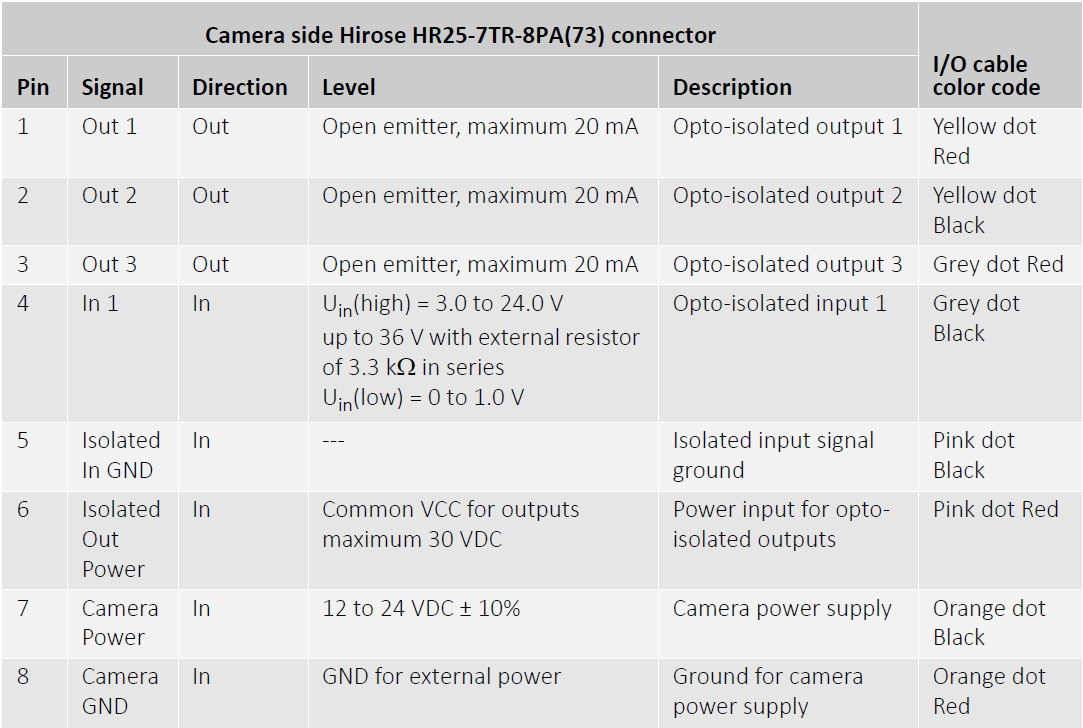 Camera side Hirose HR25-7TR-8PA(73) connector
I/O cable
color code
Pin Signal Direction Level Description
1 Out 1 Out Open emitter, maximum 20 mA Opto-isolated output 1 Yellow dot
Red
2 Out 2 Out Open emitter, maximum 20 mA Opto-isolated output 2 Yellow dot
Black
3 Out 3 Out Open emitter, maximum 20 mA Opto-isolated output 3 Grey dot Red
4 In 1 In Uin(high) = 3.0 to 24.0 V Opto-isolated input 1 Grey dot
up to 36 V with external resistor Black
of 3.3 kΩ in series
Uin(low) = 0 to 1.0 V
5 Isolated In --- Isolated input signal Pink dot
In GND ground Black
6 Isolated In Common VCC for outputs Power input for opto- Pink dot Red
Out maximum 30 VDC isolated outputs
Power
7 Camera In 12 to 24 VDC ± 10% Camera power supply Orange dot
Power Black
8 Camera In GND for external power Ground for camera Orange dot
GND power supply Red